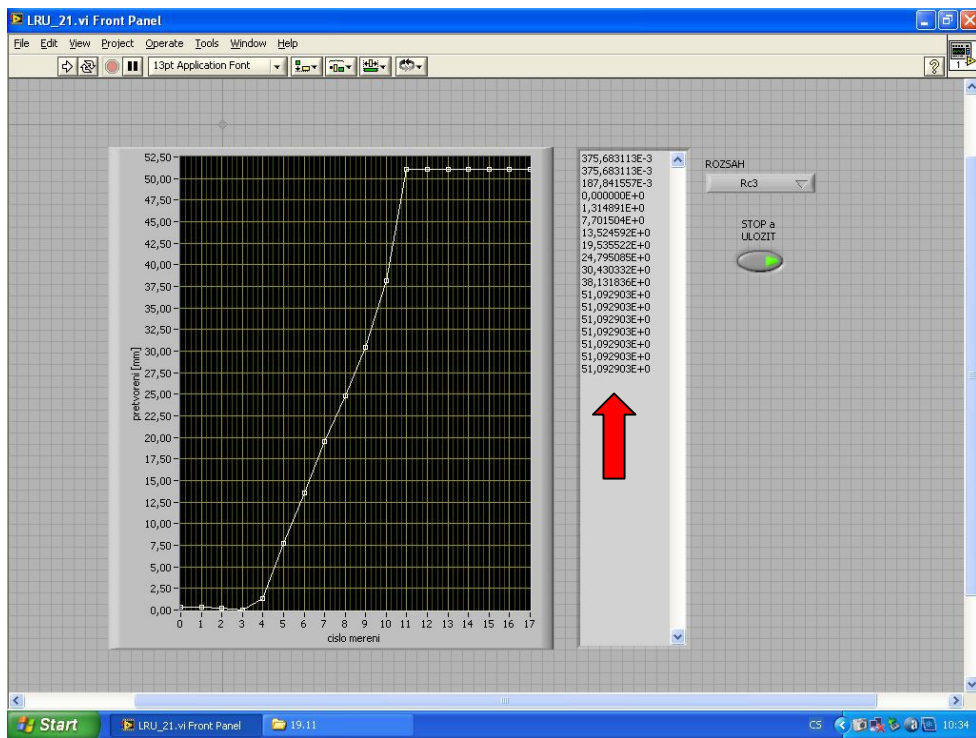 LRU_21.vi Front Panel
File Edit View Project Operate Tools Window Help
13pt Application Font
1
52,50
50,00
47,50
45,00
42,50
40,00
37,50
35,00
32,50
30,00
27,50
25,00
22,50
20,00
17,50
15,00
12,50
10,00
7,50
5,00
2,50
0,00
pretvoreni [mm]
0 1 2 3 4 5 6 7 8 9 10 11 12 13 14 15 16 17
cislo mereni
375,683113E-3
375,683113E-3
187,841557E-3
0,000000E+0
1,314891E+0
7,701504E+0
13,524592E+0
19,535522E+0
24,795085E+0
30,430332E+0
38,131836E+0
51,092903E+0
51,092903E+0
51,092903E+0
51,092903E+0
51,092903E+0
51,092903E+0
ROZSAH
Rc3
STOP a
ULOZIT
Start LRU_21.vi Front Panel 19.11 CS 10:34